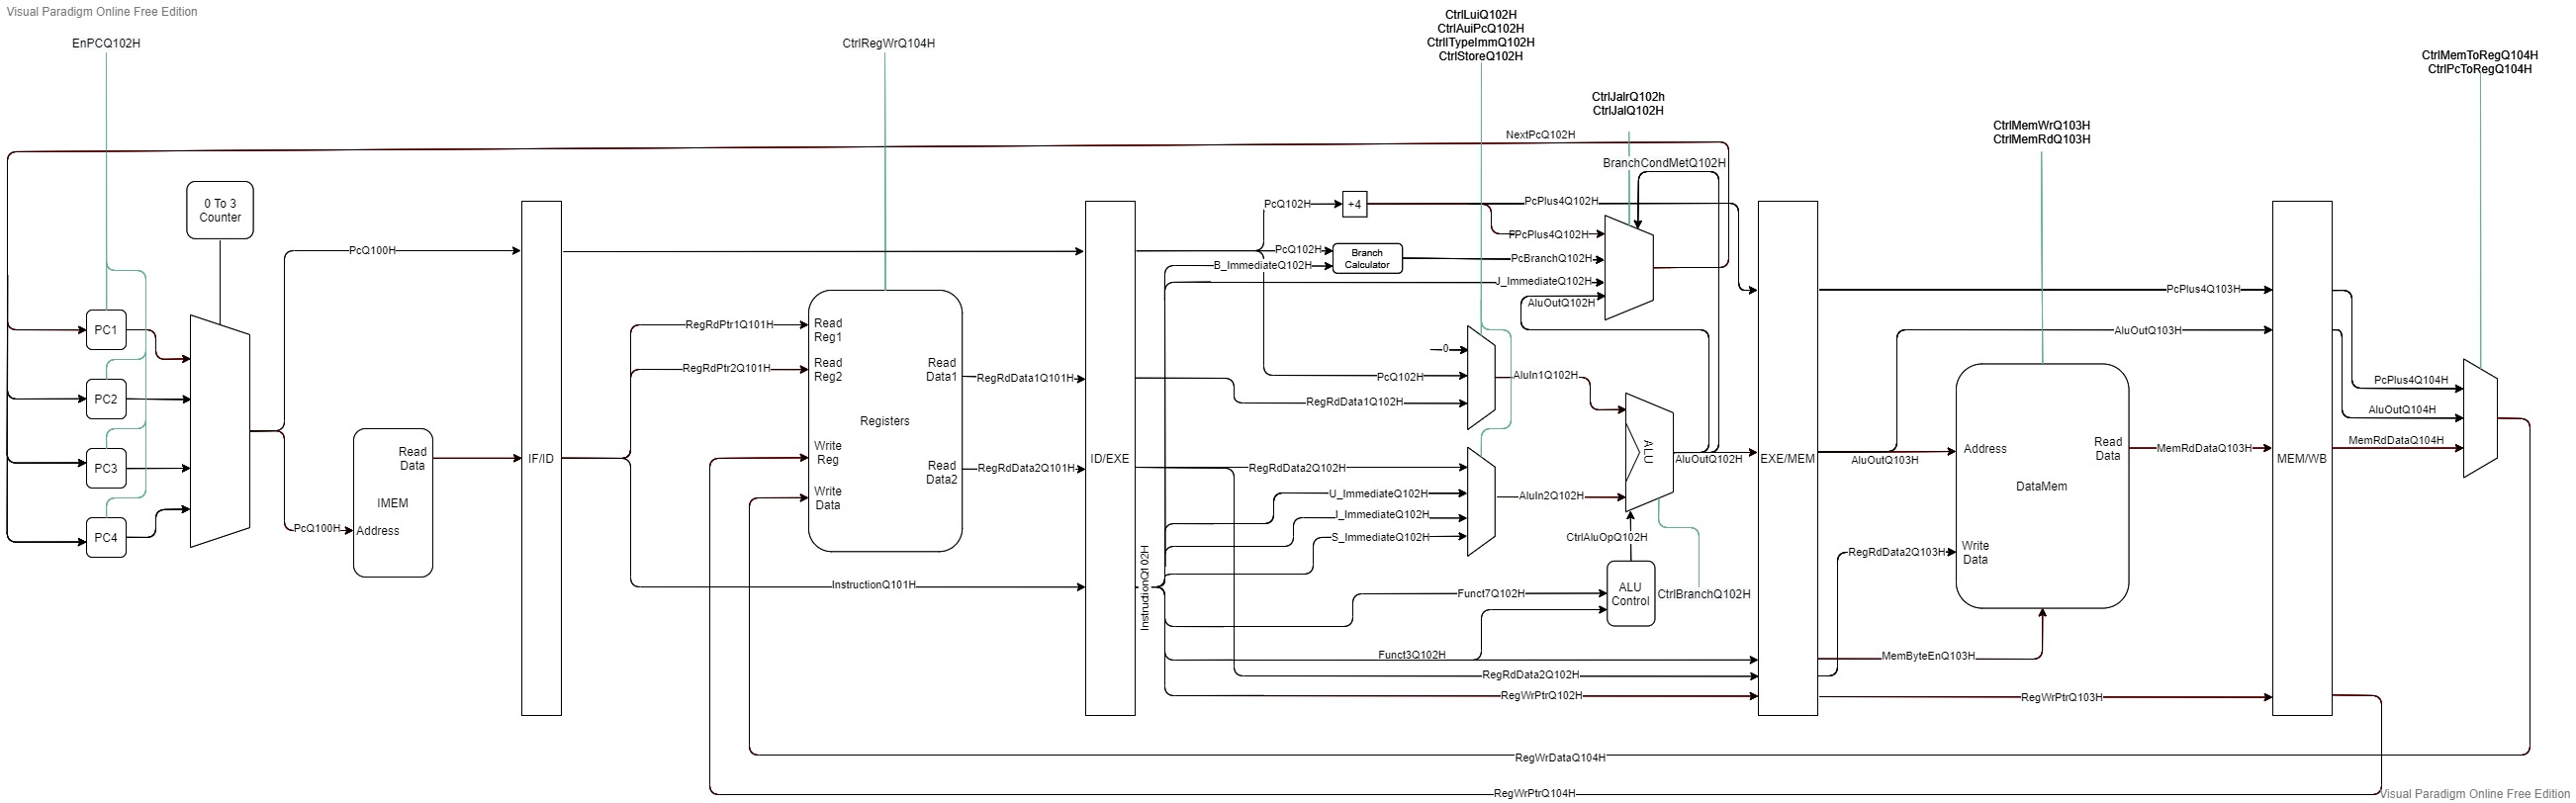 Visual Paradigm Online Free Edition
EnPCQ102H
CtrlRegWrQ104H
CtrlLuiQ102H
CtrlAuiPcQ102H
CtrlITypeImmQ102H
CtrlStoreQ102H
CtrlJalrQ102h
CtrlJalQ102H
CtrlMemWrQ103H
CtrlMemRdQ103H
CtrlMemToRegQ104H
CtrlPcToRegQ104H
NextPcQ102H
BranchCondMetQ102H
0 To 3
Counter
PC1
PC2
PC3
PC4
PcQ100H
PcQ100H
Read
Data
IMEM
Address
IF/ID
RegRdPtr1Q101H
RegRdPtr2Q101H
InstructionQ101H
Read
Reg1
Read
Reg2
Read
Data1
Registers
Write
Reg
Read
Data2
Write
Data
RegRdData1Q101H
RegRdData2Q101H
ID/EXE
InstructionQ102H
PcQ102H
+4
PcPlus4Q102H
PcQ102H
B_ImmediateQ102H
Branch
Calculator
FPcPlus4Q102H
PcBranchQ102H
J_ImmediateQ102H
AluOutQ102H
0
PcQ102H
RegRdData1Q102H
AluIn1Q102H
RegRdData2Q102H
U_ImmediateQ102H
I_ImmediateQ102H
S_ImmediateQ102H
AluIn2Q102H
ALU
AluOutQ102H
CtrlAluOpQ102H
ALU
Control
CtrlBranchQ102H
Funct7Q102H
Funct3Q102H
RegRdData2Q102H
RegWrPtrQ102H
EXE/MEM
PcPlus4Q103H
AluOutQ103H
AluOutQ103H
Address
Read
Data
DataMem
Write
Data
RegRdData2Q103H
MemByteEnQ103H
RegWrPtrQ103H
MemRdDataQ103H
MEM/WB
PcPlus4Q104H
AluOutQ104H
MemRdDataQ104H
RegWrDataQ104H
RegWrPtrQ104H
Visual Paradigm Online Free Edition